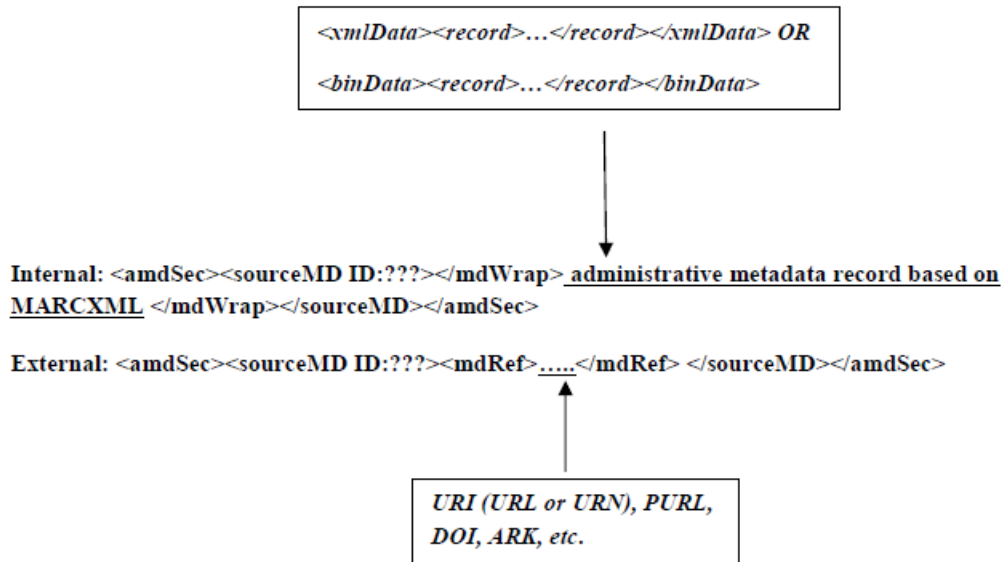 <xmlData><record>…</record></xmlData> OR
<binData><record>…</record></binData>
Internal: <amdSec><sourceMD ID:???></mdWrap> administrative metadata record based on
MARCXML </mdWrap></sourceMD></amdSec>
External: <amdSec><sourceMD ID:???><mdRef>…..</mdRef> </sourceMD></amdSec>
URI (URL or URN), PURL,
DOI, ARK, etc.